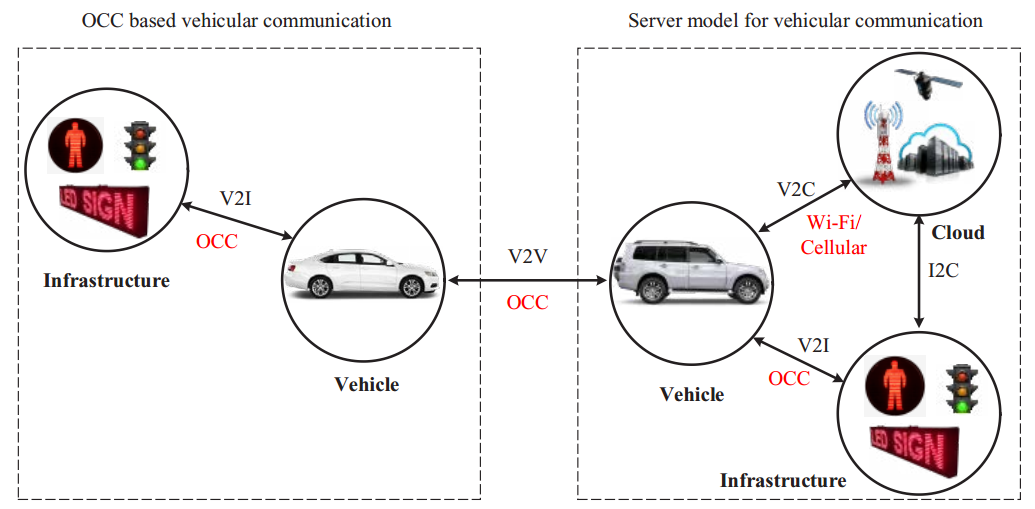 OCC based vehicular communication
Server model for vehicular communication
LED SIGN
V2I
OCC
Infrastructure
Vehicle
V2V
OCC
V2C
Wi-Fi/
Cellular
Cloud
I2C
Vehicle
V2I
OCC
LED SIGN
Infrastructure